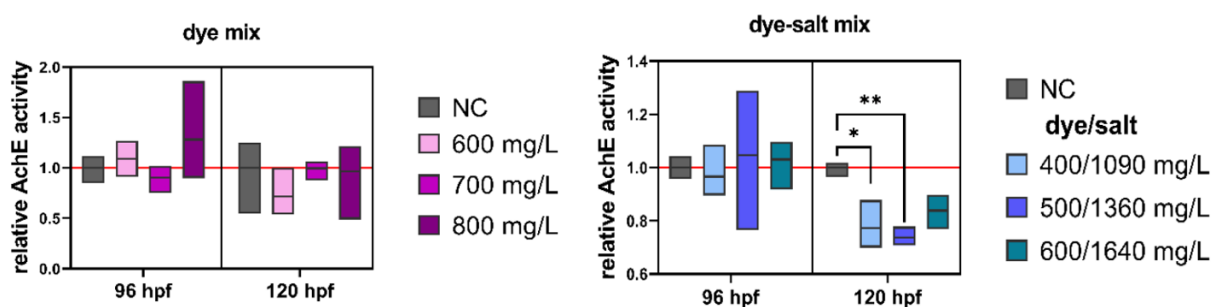 dye mix
relative AchE activity
2.0
1.5
1.0
0.5
0.0
96 hpf
120 hpf
NC
600 mg/L
700 mg/L
800 mg/L
dye-salt mix
relative AchE activity
1.4
1.2
1.0
0.8
0.6
**
*
96 hpf
120 hpf
NC
dye/salt
400/1090 mg/L
500/1360 mg/L
600/1640 mg/L